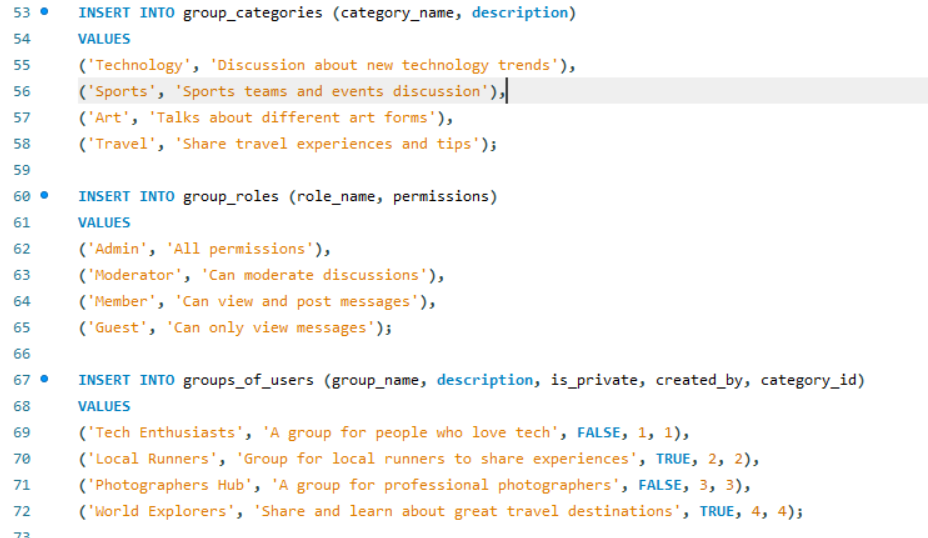 53 INSERT INTO group_categories (category_name, description)
54 VALUES
55 ('Technology', 'Discussion about new technology trends'),
56 ('Sports', 'Sports teams and events discussion'),
57 ('Art', 'Talks about different art forms'),
58 ('Travel', 'Share travel experiences and tips');
59
60 INSERT INTO group_roles (role_name, permissions)
61 VALUES
62 ('Admin', 'All permissions'),
63 ('Moderator', 'Can moderate discussions'),
64 ('Member', 'Can view and post messages'),
65 ('Guest', 'Can only view messages');
66
67 INSERT INTO groups_of_users (group_name, description, is_private, created_by, category_id)
68 VALUES
69 ('Tech Enthusiasts', 'A group for people who love tech', FALSE, 1, 1),
70 ('Local Runners', 'Group for local runners to share experiences', TRUE, 2, 2),
71 ('Photographers Hub', 'A group for professional photographers', FALSE, 3, 3),
72 ('World Explorers', 'Share and learn about great travel destinations', TRUE, 4, 4);
73